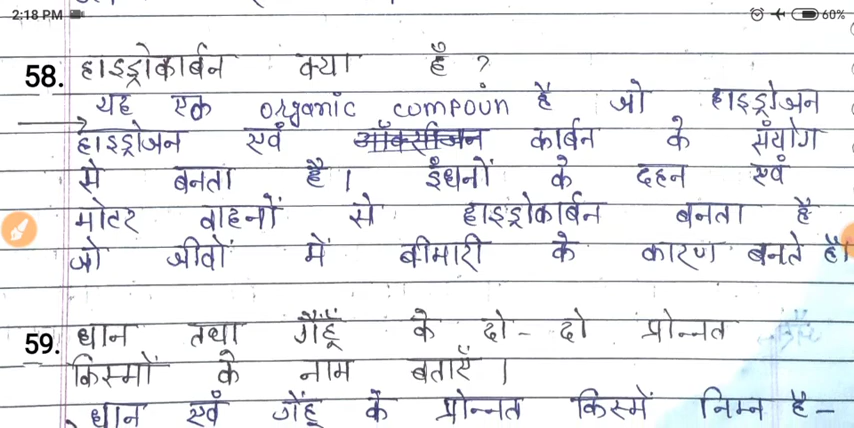 2:18 PM 60%
58. हाइड्रोकार्बन क्या है ?
यह एक organic compoun है जो हाइड्रोजन
हाइड्रोजन एवं ऑक्सीजन कार्बन के संयोग
से बनता है। ईंधनों के दहन एवं
मोटर वाहनों से हाइड्रोकार्बन बनता है
जो जीवों में बीमारी के कारण बनते है।
59. धान तथा गेंहूँ के दो- दो प्रोन्नत
किस्मों के नाम बताएँ ।
धान एवं गेंहू के प्रोन्नत किस्में निम्न है-